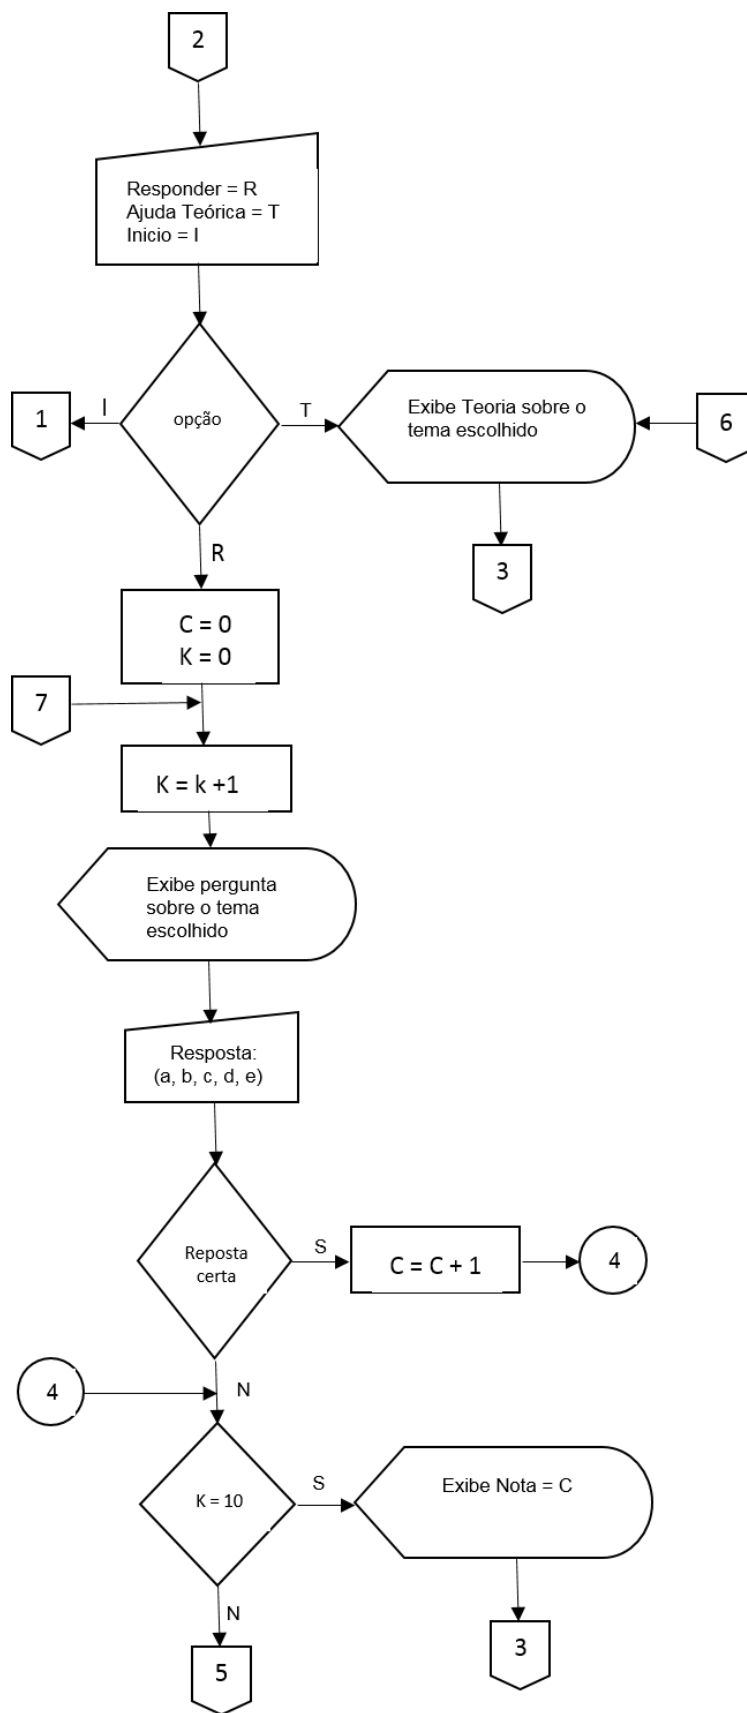 2
Responder = R
Ajuda Teórica = T
Inicio = I
1
I
opção
T
Exibe Teoria sobre o
tema escolhido
6
R
3
C = 0
K = 0
7
K = k +1
Exibe pergunta
sobre o tema
escolhido
Resposta:
(a, b, c, d, e)
Reposta
certa
S
C = C + 1
4
4
N
K = 10
S
Exibe Nota = C
N
5
3